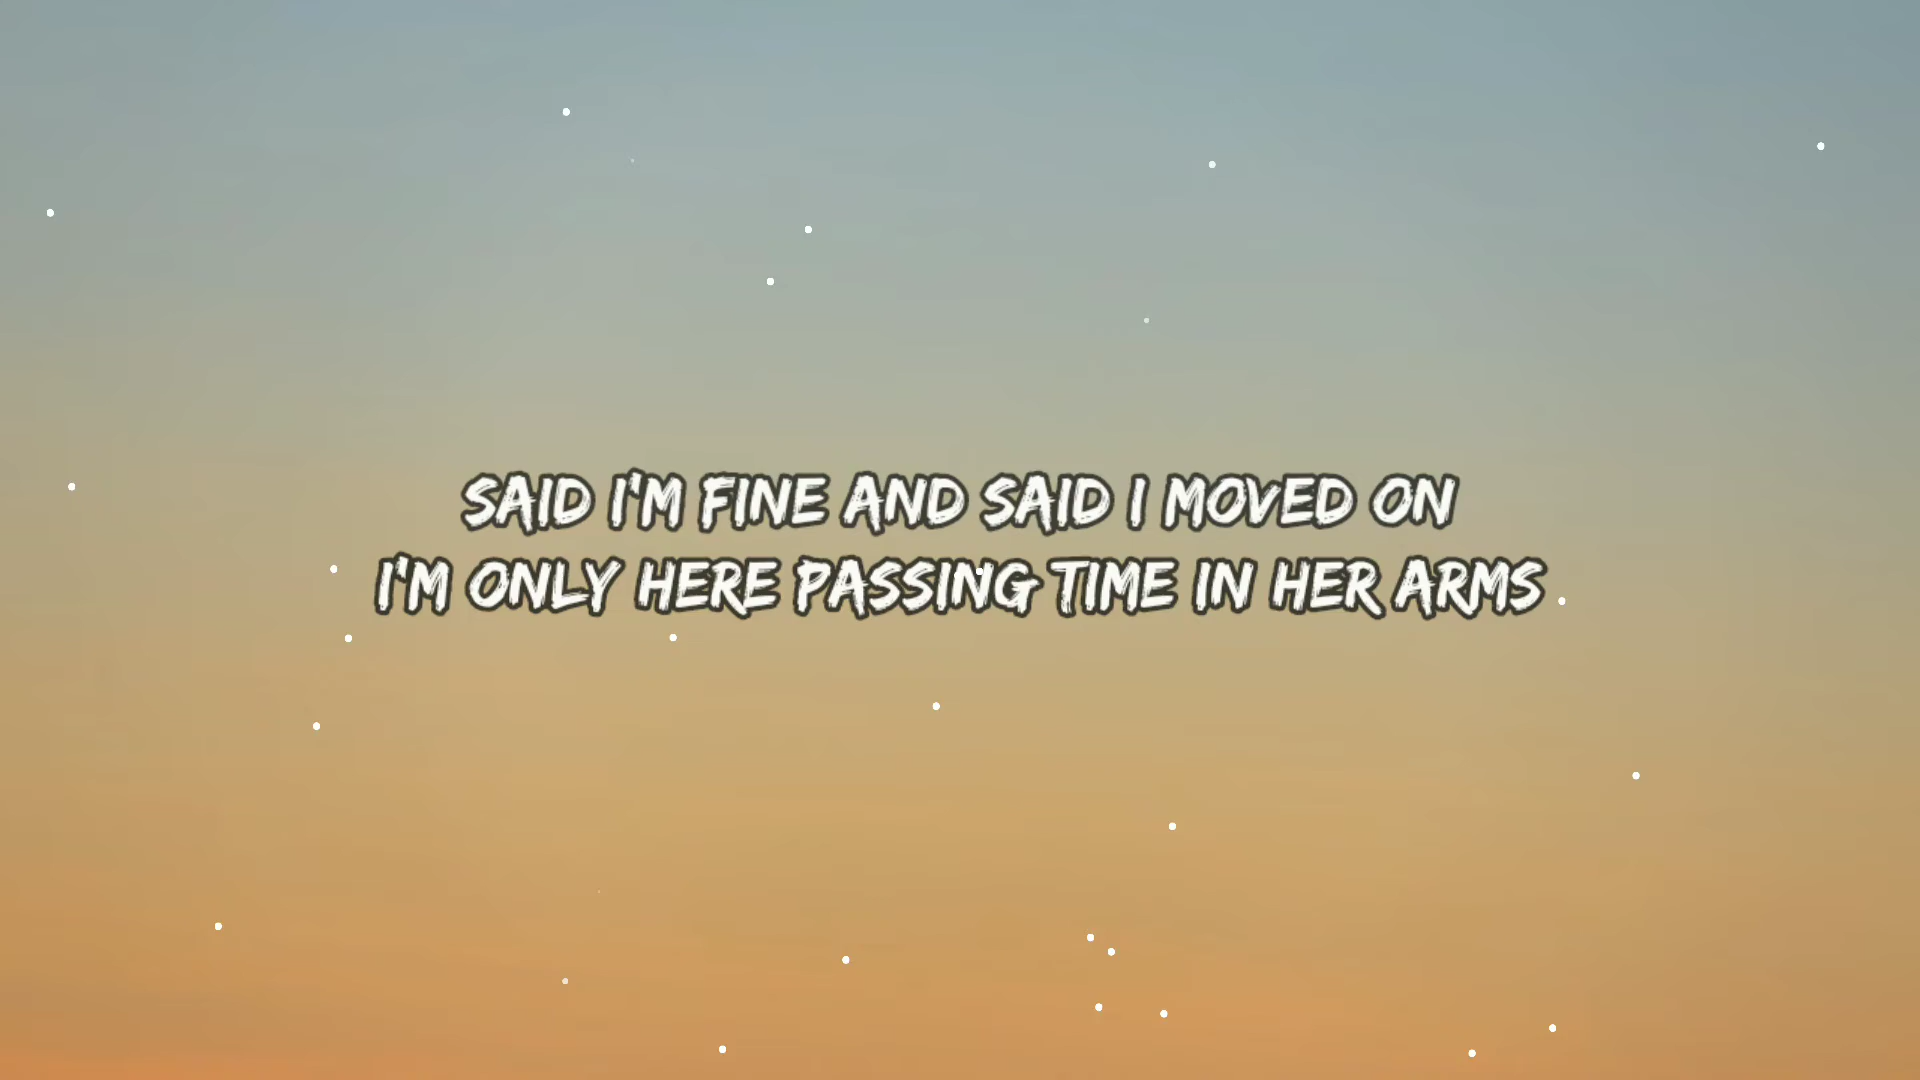 SAID I'M FINE AND SAID I MOVED ON
I'M ONLY HERE PASSING TIME IN HER ARMS